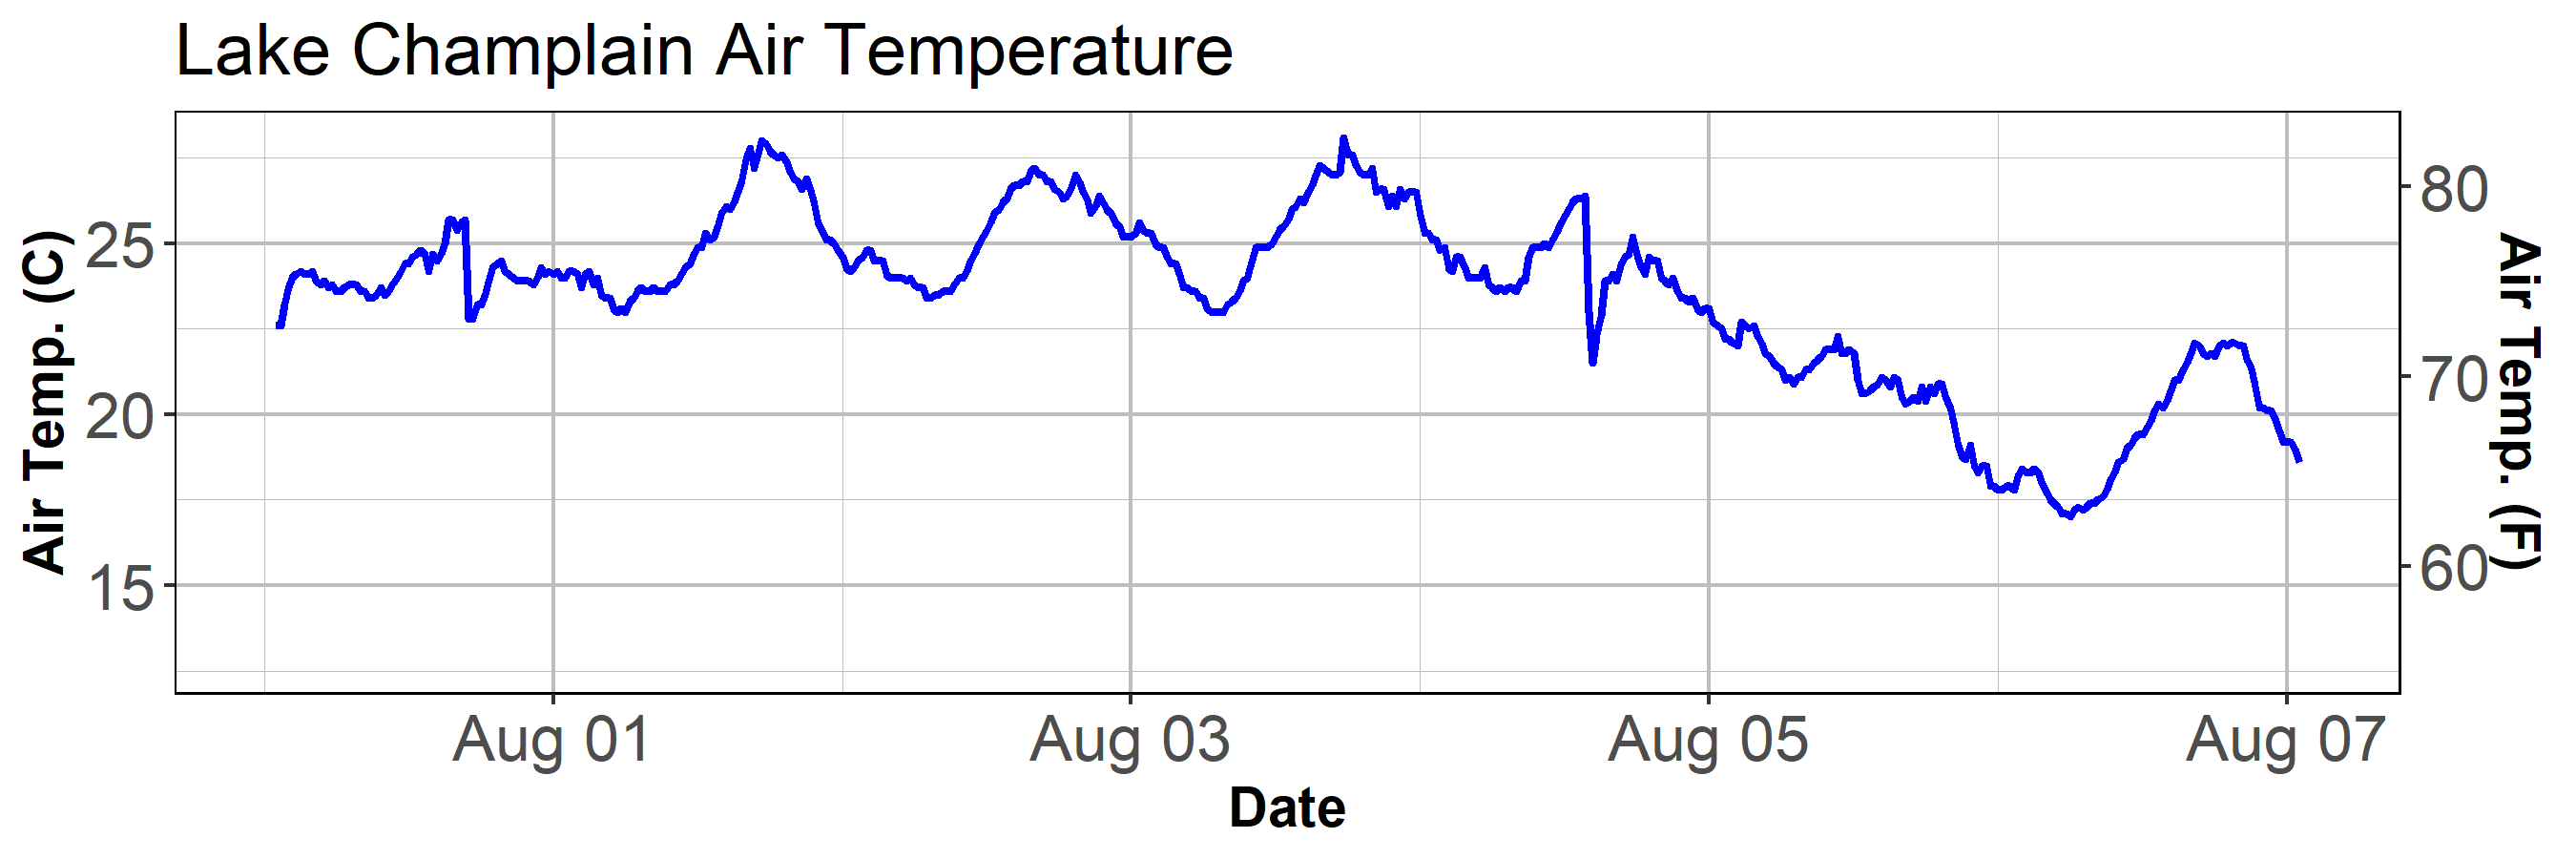 Lake Champlain Air Temperature
Air Temp. (C)
25
20
15
80
70
60
Air Temp. (F)
Aug 01 Aug 03 Aug 05 Aug 07
Date